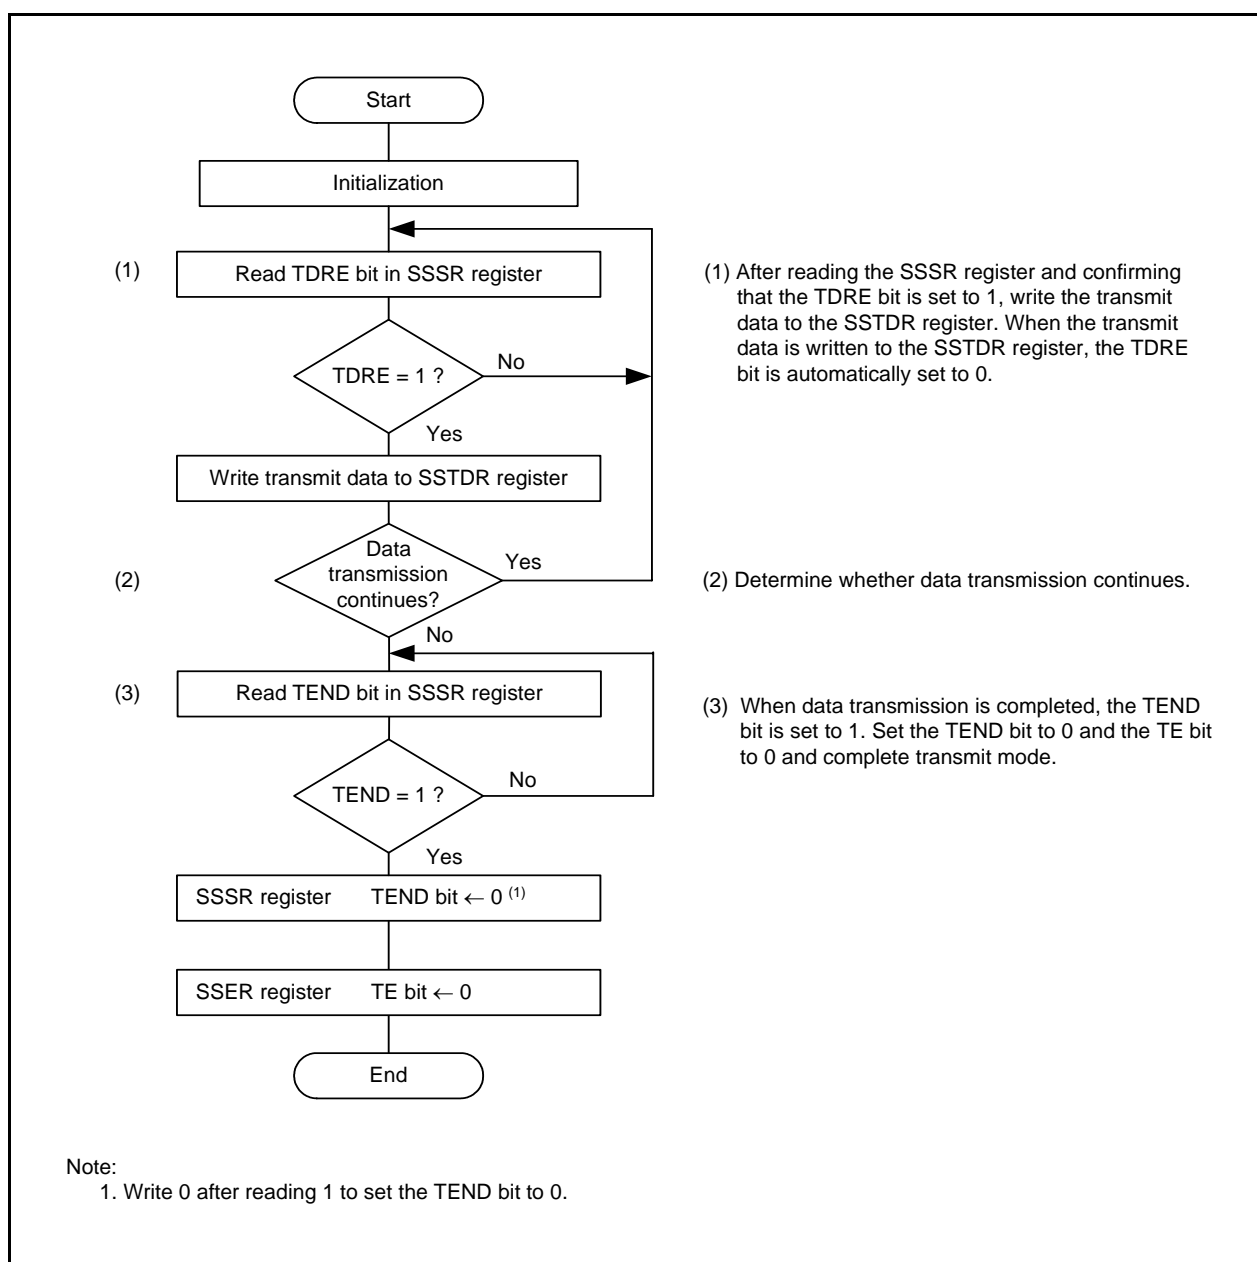 Start
Initialization
(1)
Read TDRE bit in SSSR register
(1) After reading the SSSR register and confirming
that the TDRE bit is set to 1, write the transmit
data to the SSTDR register. When the transmit
data is written to the SSTDR register, the TDRE
bit is automatically set to 0.
TDRE = 1 ?
No
Yes
Write transmit data to SSTDR register
(2)
Data
transmission
continues?
Yes
(2) Determine whether data transmission continues.
No
(3)
Read TEND bit in SSSR register
(3) When data transmission is completed, the TEND
bit is set to 1. Set the TEND bit to 0 and the TE bit
to 0 and complete transmit mode.
TEND = 1 ?
No
Yes
SSSR register TEND bit ← 0 (1)
SSER register TE bit ← 0
End
Note:
1. Write 0 after reading 1 to set the TEND bit to 0.